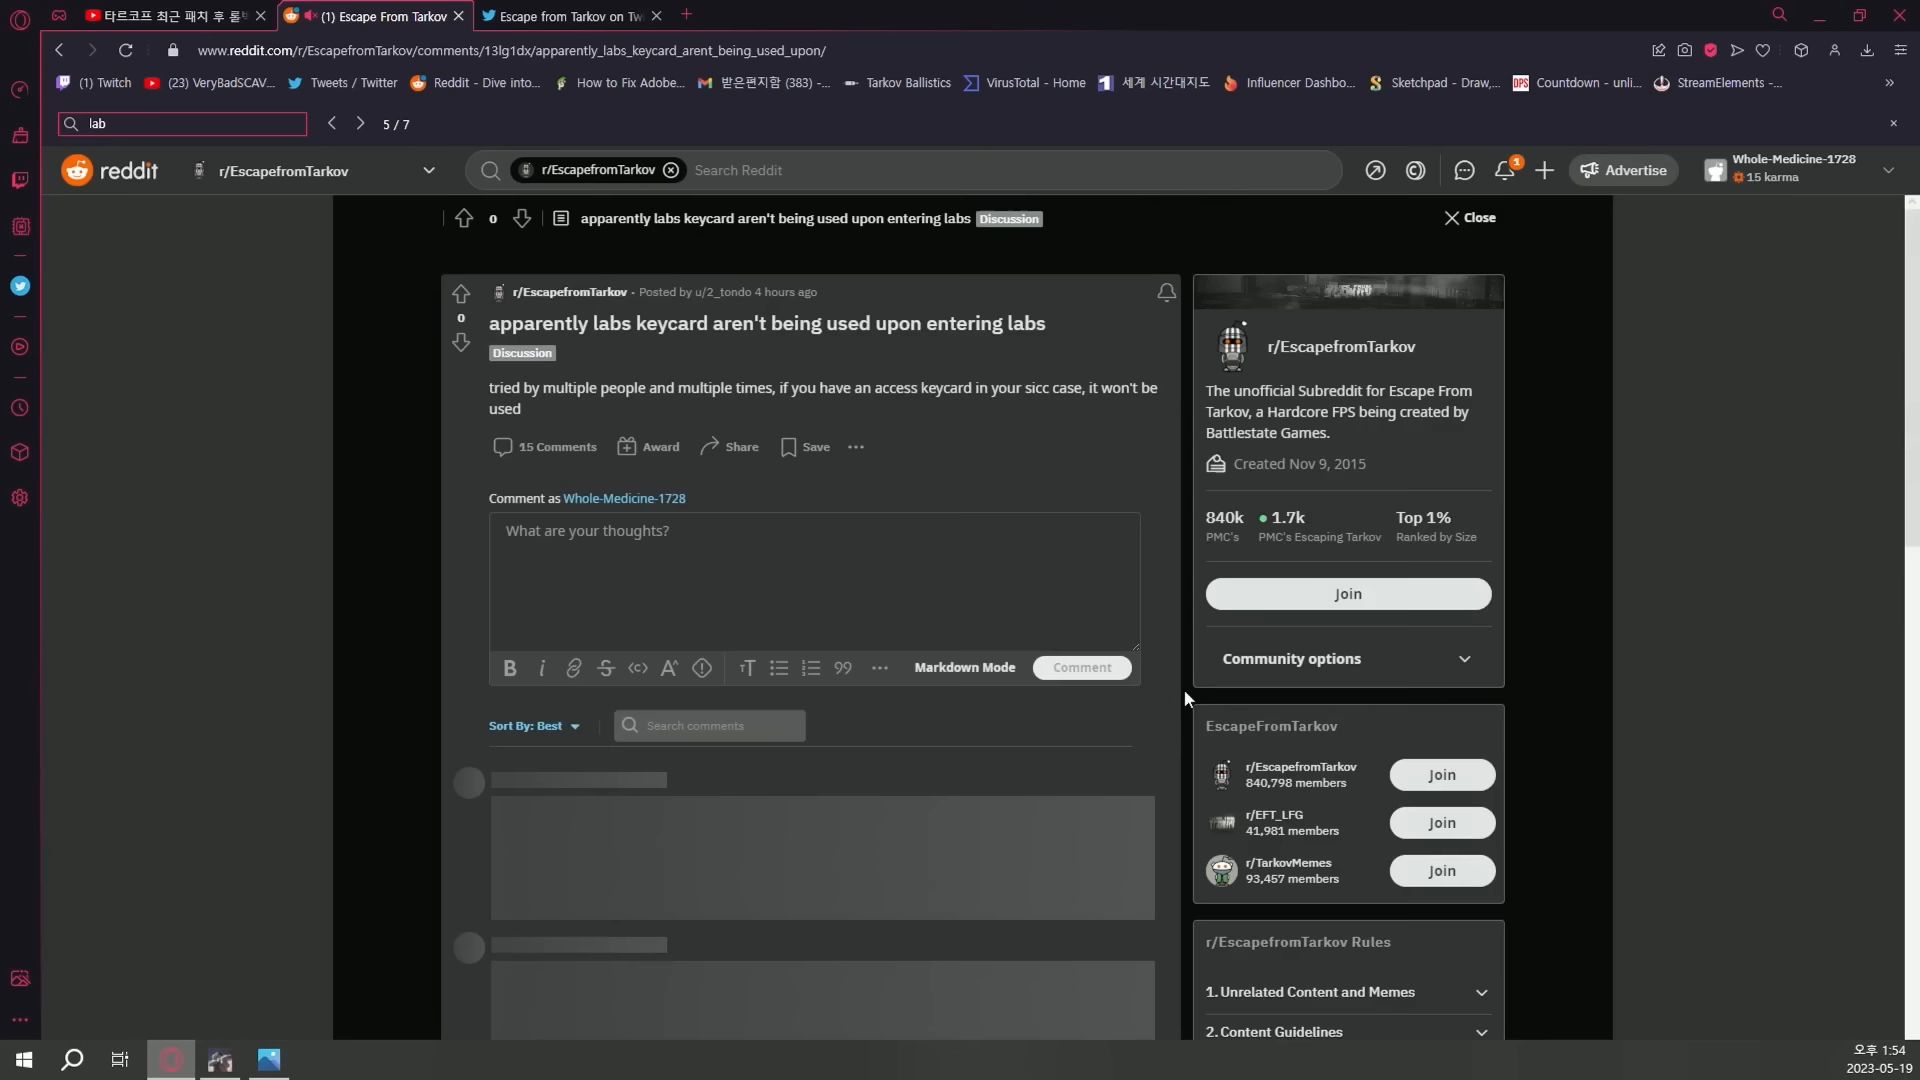 타르코프 최근 패치 후 롤백
(1) Escape From Tarkov
Escape from Tarkov on Tw
www.reddit.com/r/EscapefromTarkov/comments/13lg1dx/apparently_labs_keycard_arent_being_used_upon/
(1) Twitch
(23) VeryBadSCAV...
Tweets / Twitter
Reddit - Dive into...
How to Fix Adobe...
받은편지함 (383) -...
Tarkov Ballistics
VirusTotal - Home
세계 시간대지도
Influencer Dashbo...
Sketchpad - Draw,...
DPS
Countdown - unli...
StreamElements -...
lab
5 / 7
reddit
r/EscapefromTarkov
r/EscapefromTarkov
Search Reddit
1
Advertise
Whole-Medicine-1728
15 karma
0
apparently labs keycard aren't being used upon entering labs
Discussion
Close
r/EscapefromTarkov · Posted by u/2_tondo 4 hours ago
0
apparently labs keycard aren't being used upon entering labs
Discussion
tried by multiple people and multiple times, if you have an access keycard in your sicc case, it won't be
used
15 Comments
Award
Share
Save
Comment as Whole-Medicine-1728
What are your thoughts?
Markdown Mode
Comment
Sort By: Best
Search comments
r/EscapefromTarkov
The unofficial Subreddit for Escape From
Tarkov, a Hardcore FPS being created by
Battlestate Games.
Created Nov 9, 2015
840k
1.7k
Top 1%
PMC's
PMC's Escaping Tarkov
Ranked by Size
Join
Community options
EscapeFromTarkov
r/EscapefromTarkov
840,798 members
Join
r/EFT_LFG
41,981 members
Join
r/TarkovMemes
93,457 members
Join
r/EscapefromTarkov Rules
1. Unrelated Content and Memes
2. Content Guidelines
오후 1:54
2023-05-19